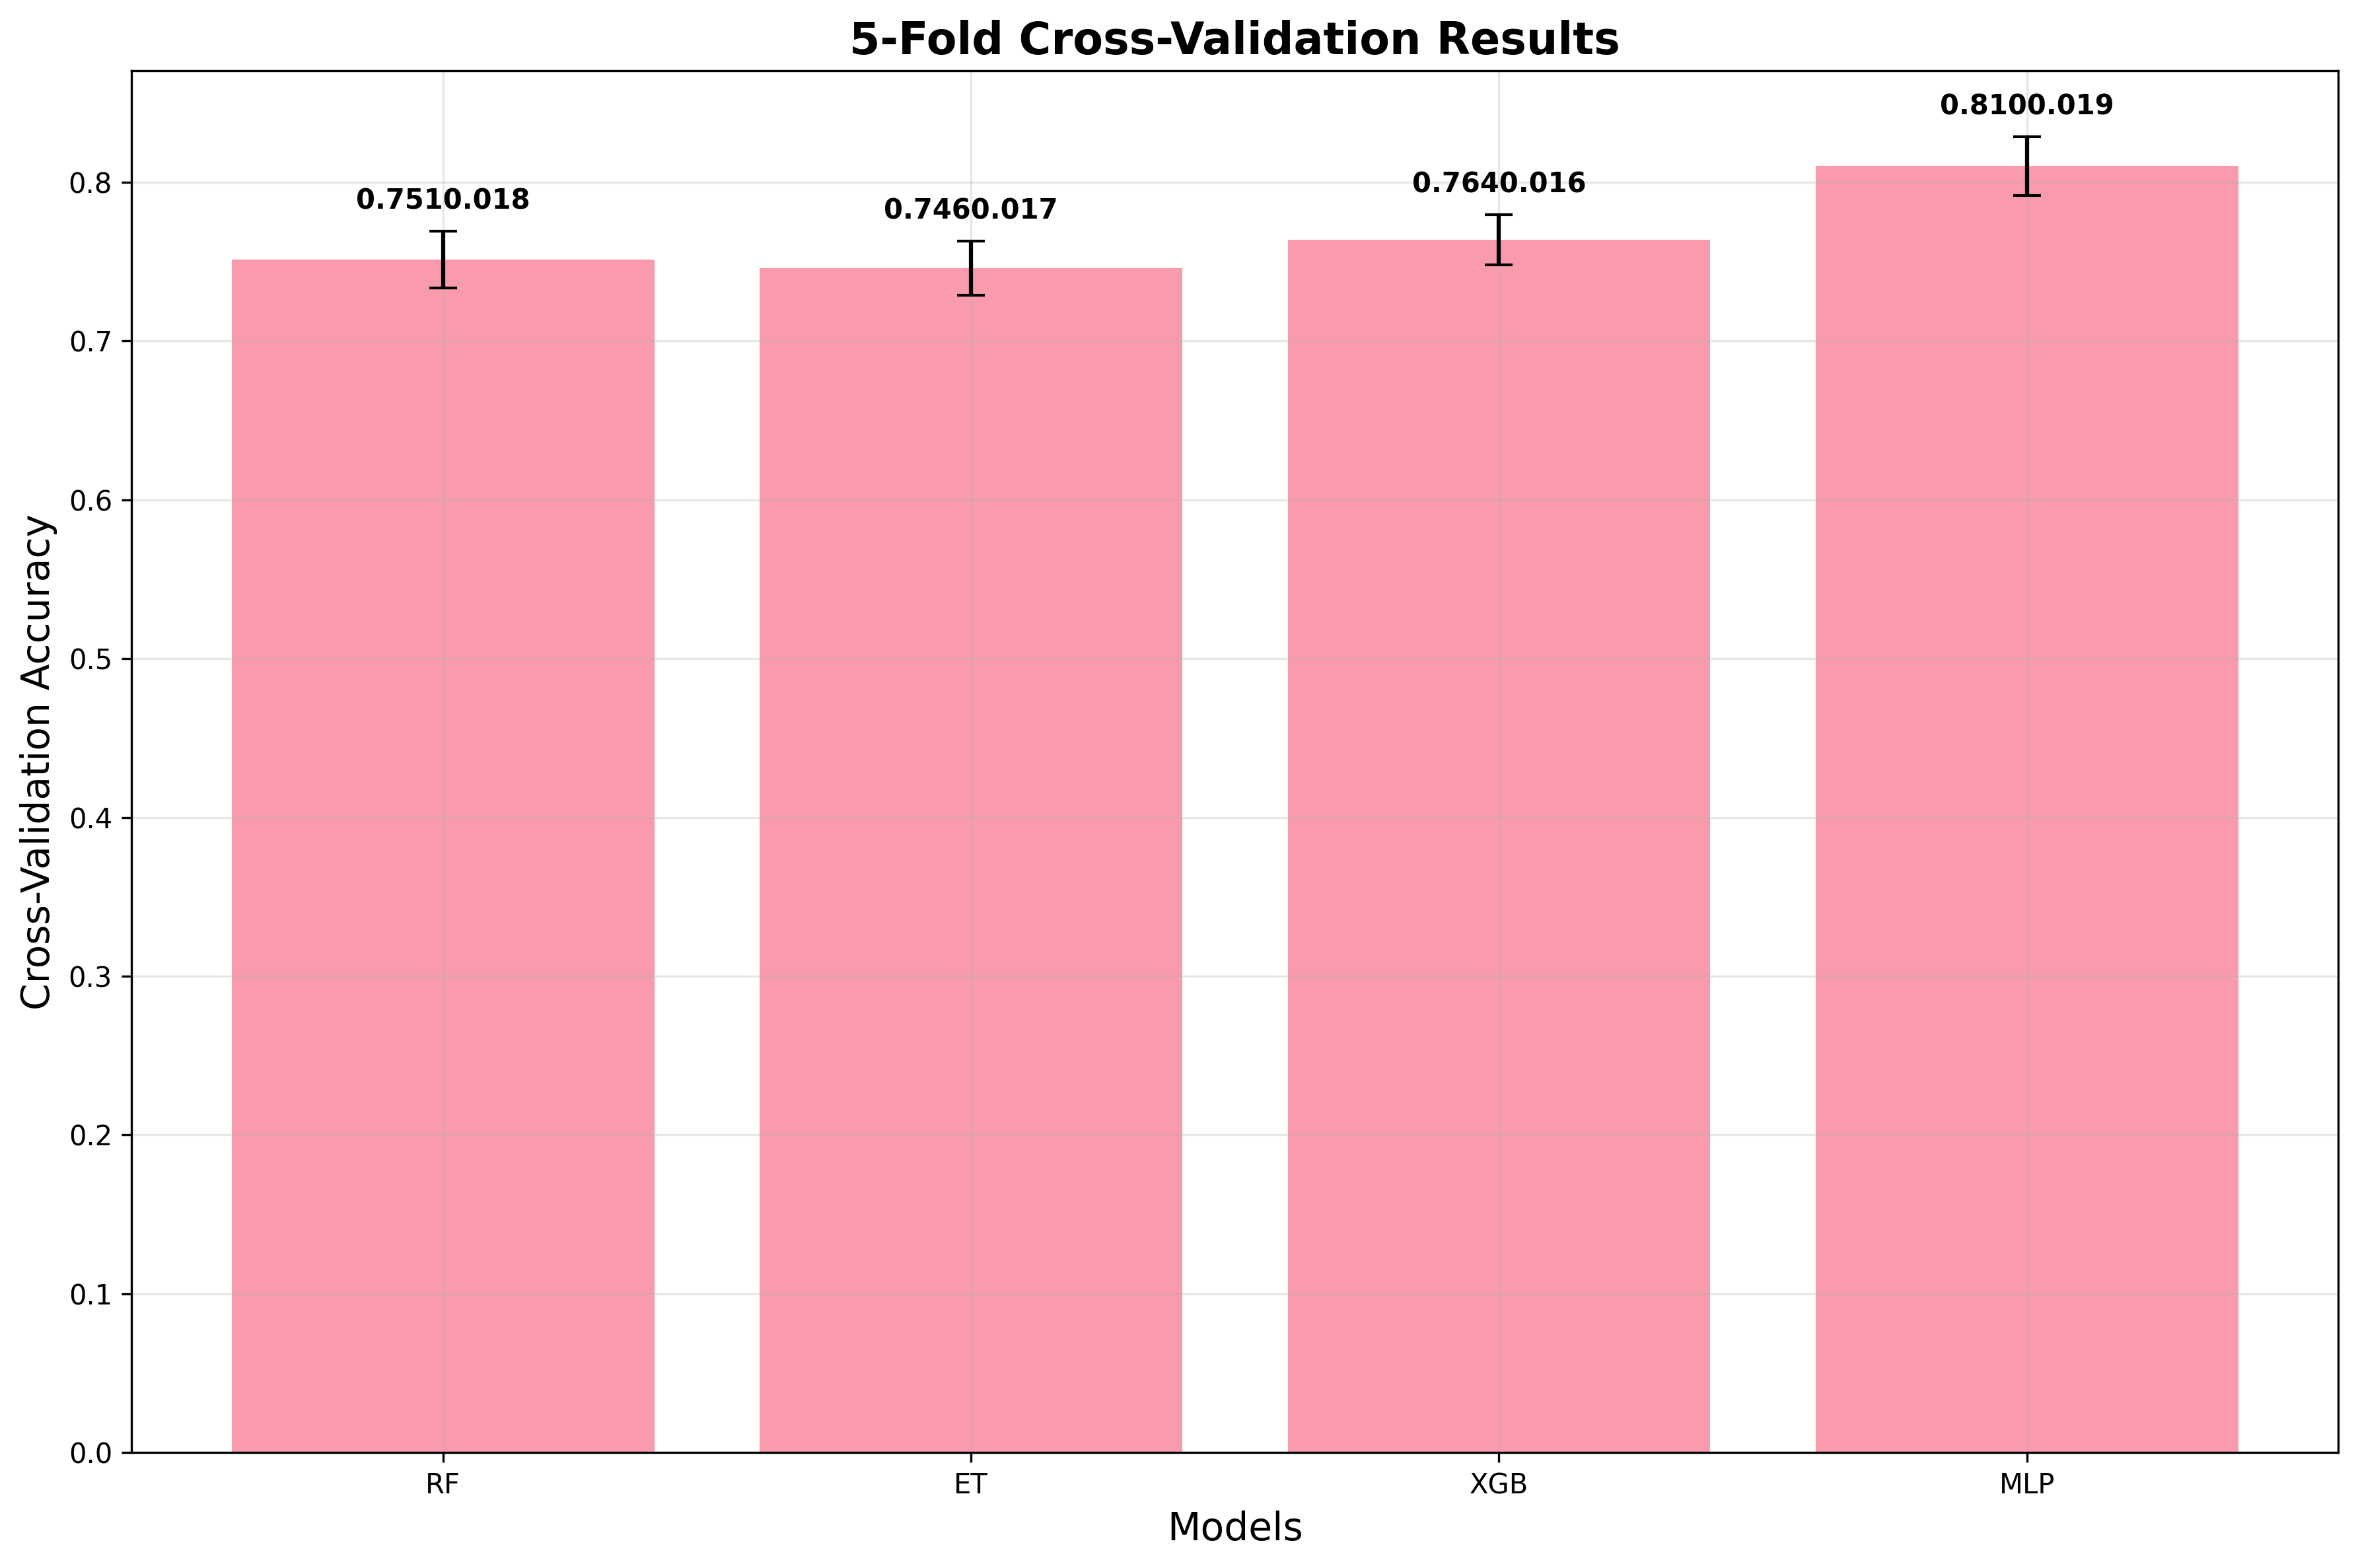 5-Fold Cross-Validation Results
0.8100.019
0.7640.016
0.7510.018
0.7460.017
Cross-Validation Accuracy
0.8
0.7
0.6
0.5
0.4
0.3
0.2
0.1
0.0
RF
ET
XGB
MLP
Models